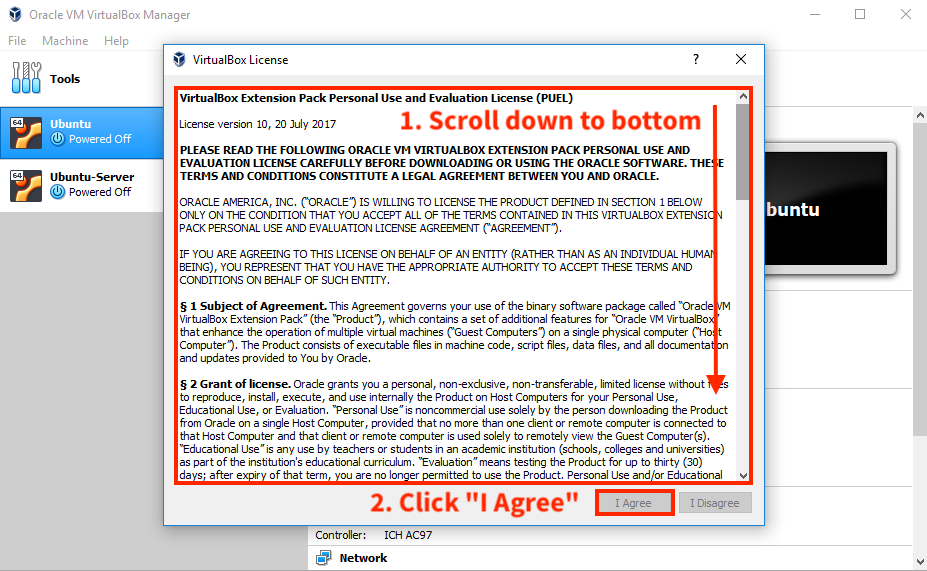 Oracle VM VirtualBox Manager
File Machine Help
Tools
64
Ubuntu
Powered Off
64
Ubuntu-Server
Powered Off
VirtualBox License
?
VirtualBox Extension Pack Personal Use and Evaluation License (PUEL)
License version 10, 20 July 2017
1. Scroll down to bottom
PLEASE READ THE FOLLOWING ORACLE VM VIRTUALBOX EXTENSION PACK PERSONAL USE AND
EVALUATION LICENSE CAREFULLY BEFORE DOWNLOADING OR USING THE ORACLE SOFTWARE. THESE
TERMS AND CONDITIONS CONSTITUTE A LEGAL AGREEMENT BETWEEN YOU AND ORACLE.
ORACLE AMERICA, INC. ("ORACLE") IS WILLING TO LICENSE THE PRODUCT DEFINED IN SECTION 1 BELOW
ONLY ON THE CONDITION THAT YOU ACCEPT ALL OF THE TERMS CONTAINED IN THIS VIRTUALBOX EXTENSION
PACK PERSONAL USE AND EVALUATION LICENSE AGREEMENT ("AGREEMENT").
buntu
IF YOU ARE AGREEING TO THIS LICENSE ON BEHALF OF AN ENTITY (RATHER THAN AS AN INDIVIDUAL HUMAN
BEING), YOU REPRESENT THAT YOU HAVE THE APPROPRIATE AUTHORITY TO ACCEPT THESE TERMS AND
CONDITIONS ON BEHALF OF SUCH ENTITY.
§ 1 Subject of Agreement. This Agreement governs your use of the binary software package called "Oracle VM
VirtualBox Extension Pack" (the "Product"), which contains a set of additional features for "Oracle VM VirtualBox"
that enhance the operation of multiple virtual machines ("Guest Computers") on a single physical computer ("Host
Computer"). The Product consists of executable files in machine code, script files, data files, and all documentation
and updates provided to You by Oracle.
§ 2 Grant of license. Oracle grants you a personal, non-exclusive, non-transferable, limited license without fees
to reproduce, install, execute, and use internally the Product on Host Computers for your Personal Use,
Educational Use, or Evaluation. "Personal Use" is noncommercial use solely by the person downloading the Product
from Oracle on a single Host Computer, provided that no more than one client or remote computer is connected to
that Host Computer and that client or remote computer is used solely to remotely view the Guest Computer(s).
"Educational Use" is any use by teachers or students in an academic institution (schools, colleges and universities)
as part of the institution's educational curriculum. "Evaluation" means testing the Product for up to thirty (30)
days; after expiry of that term, you are no longer permitted to use the Product. Personal Use and/or Educational
2. Click "I Agree"
I Agree
I Disagree
Controller: ICH AC97
Network